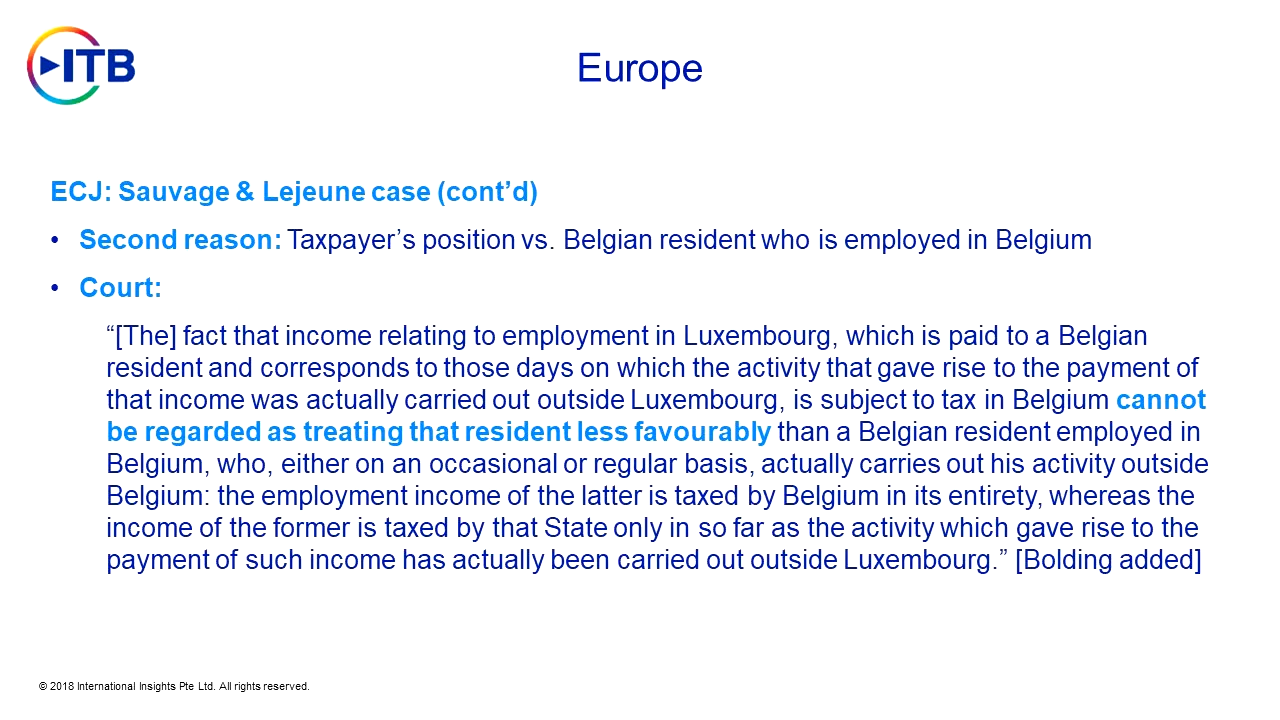 ITB
Europe
ECJ: Sauvage & Lejeune case (cont’d)
• Second reason: Taxpayer’s position vs. Belgian resident who is employed in Belgium
• Court:
“[The] fact that income relating to employment in Luxembourg, which is paid to a Belgian
resident and corresponds to those days on which the activity that gave rise to the payment of
that income was actually carried out outside Luxembourg, is subject to tax in Belgium cannot
be regarded as treating that resident less favourably than a Belgian resident employed in
Belgium, who, either on an occasional or regular basis, actually carries out his activity outside
Belgium: the employment income of the latter is taxed by Belgium in its entirety, whereas the
income of the former is taxed by that State only in so far as the activity which gave rise to the
payment of such income has actually been carried out outside Luxembourg.” [Bolding added]
© 2018 International Insights Pte Ltd. All rights reserved.